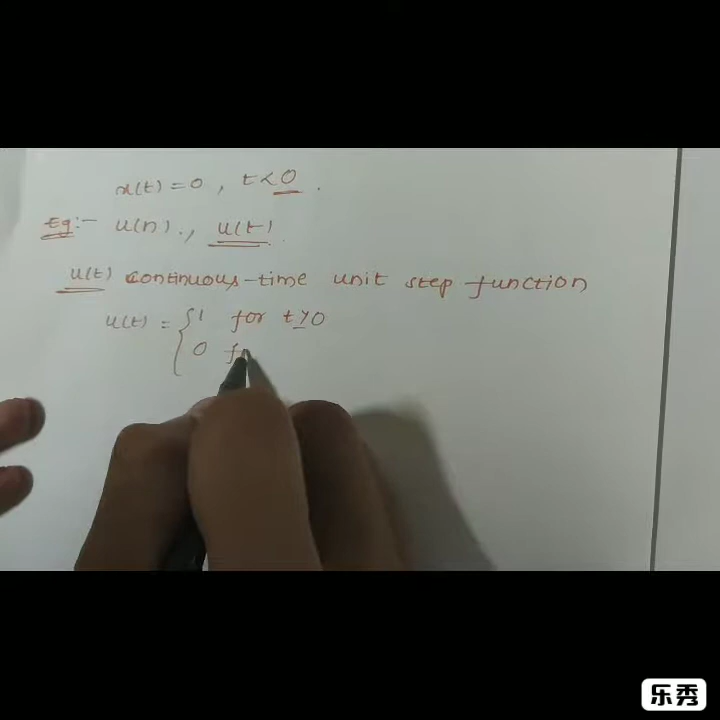 x(t) = 0 , t < 0 .
Eg:- u(n) ., u(t) .
u(t) continuous-time unit step function
u(t) = { 1 for t ≥ 0
0 f
乐秀